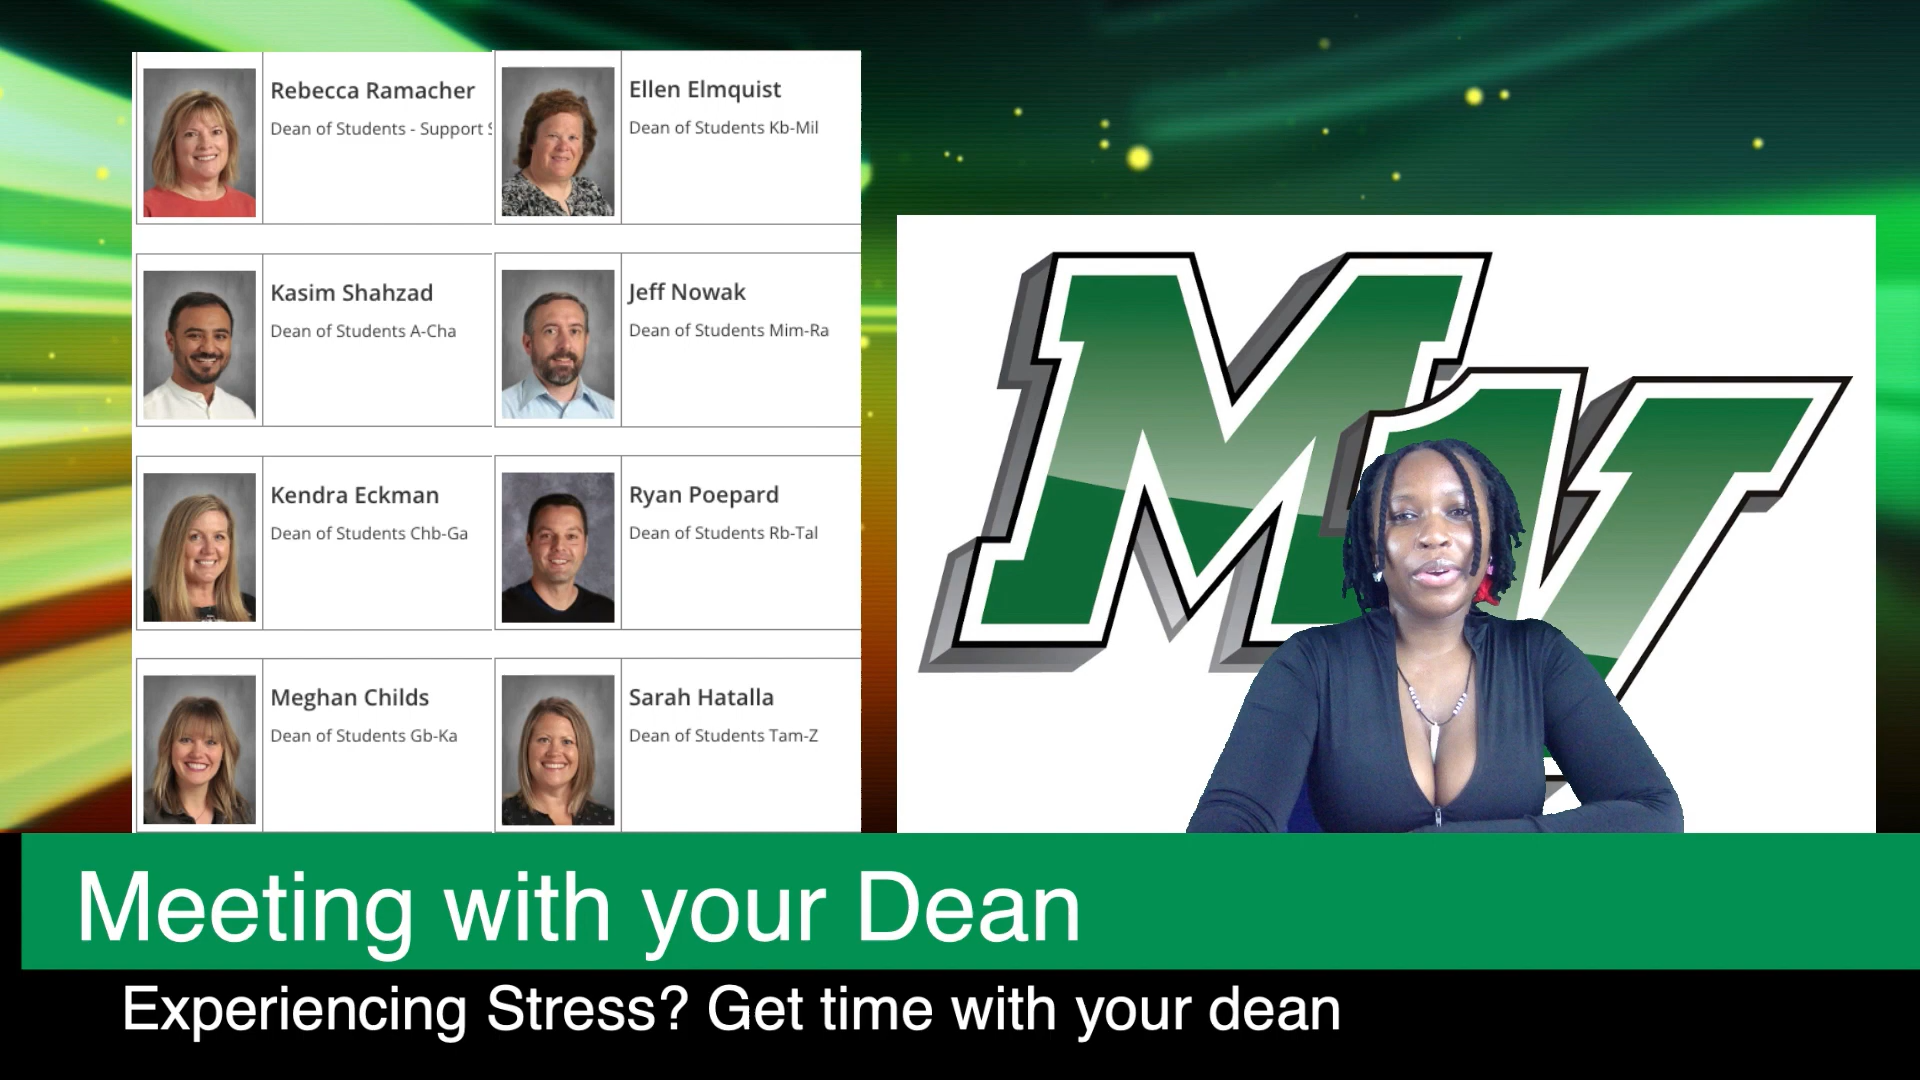 Rebecca Ramacher
Dean of Students - Support S
Ellen Elmquist
Dean of Students Kb-Mil
Kasim Shahzad
Dean of Students A-Cha
Jeff Nowak
Dean of Students Mim-Ra
Kendra Eckman
Dean of Students Chb-Ga
Ryan Poepard
Dean of Students Rb-Tal
Meghan Childs
Dean of Students Gb-Ka
Sarah Hatalla
Dean of Students Tam-Z
MV
Meeting with your Dean
Experiencing Stress? Get time with your dean